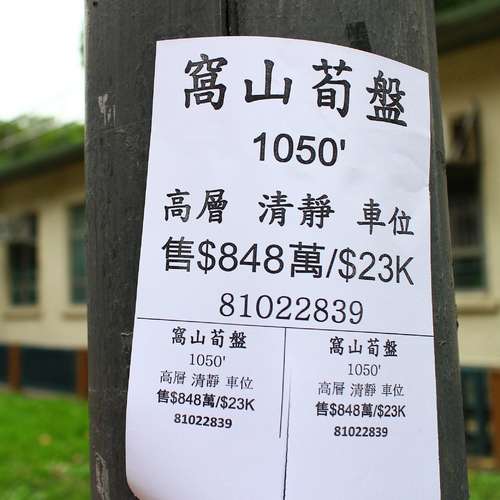 窩山荀盤
1050'
高層 清靜 車位
售$848萬/$23K
81022839
窩山荀盤
1050'
高層 清靜 車位
售$848萬/$23K
81022839
窩山荀盤
1050'
高層 清靜 車位
售$848萬/$23K
81022839